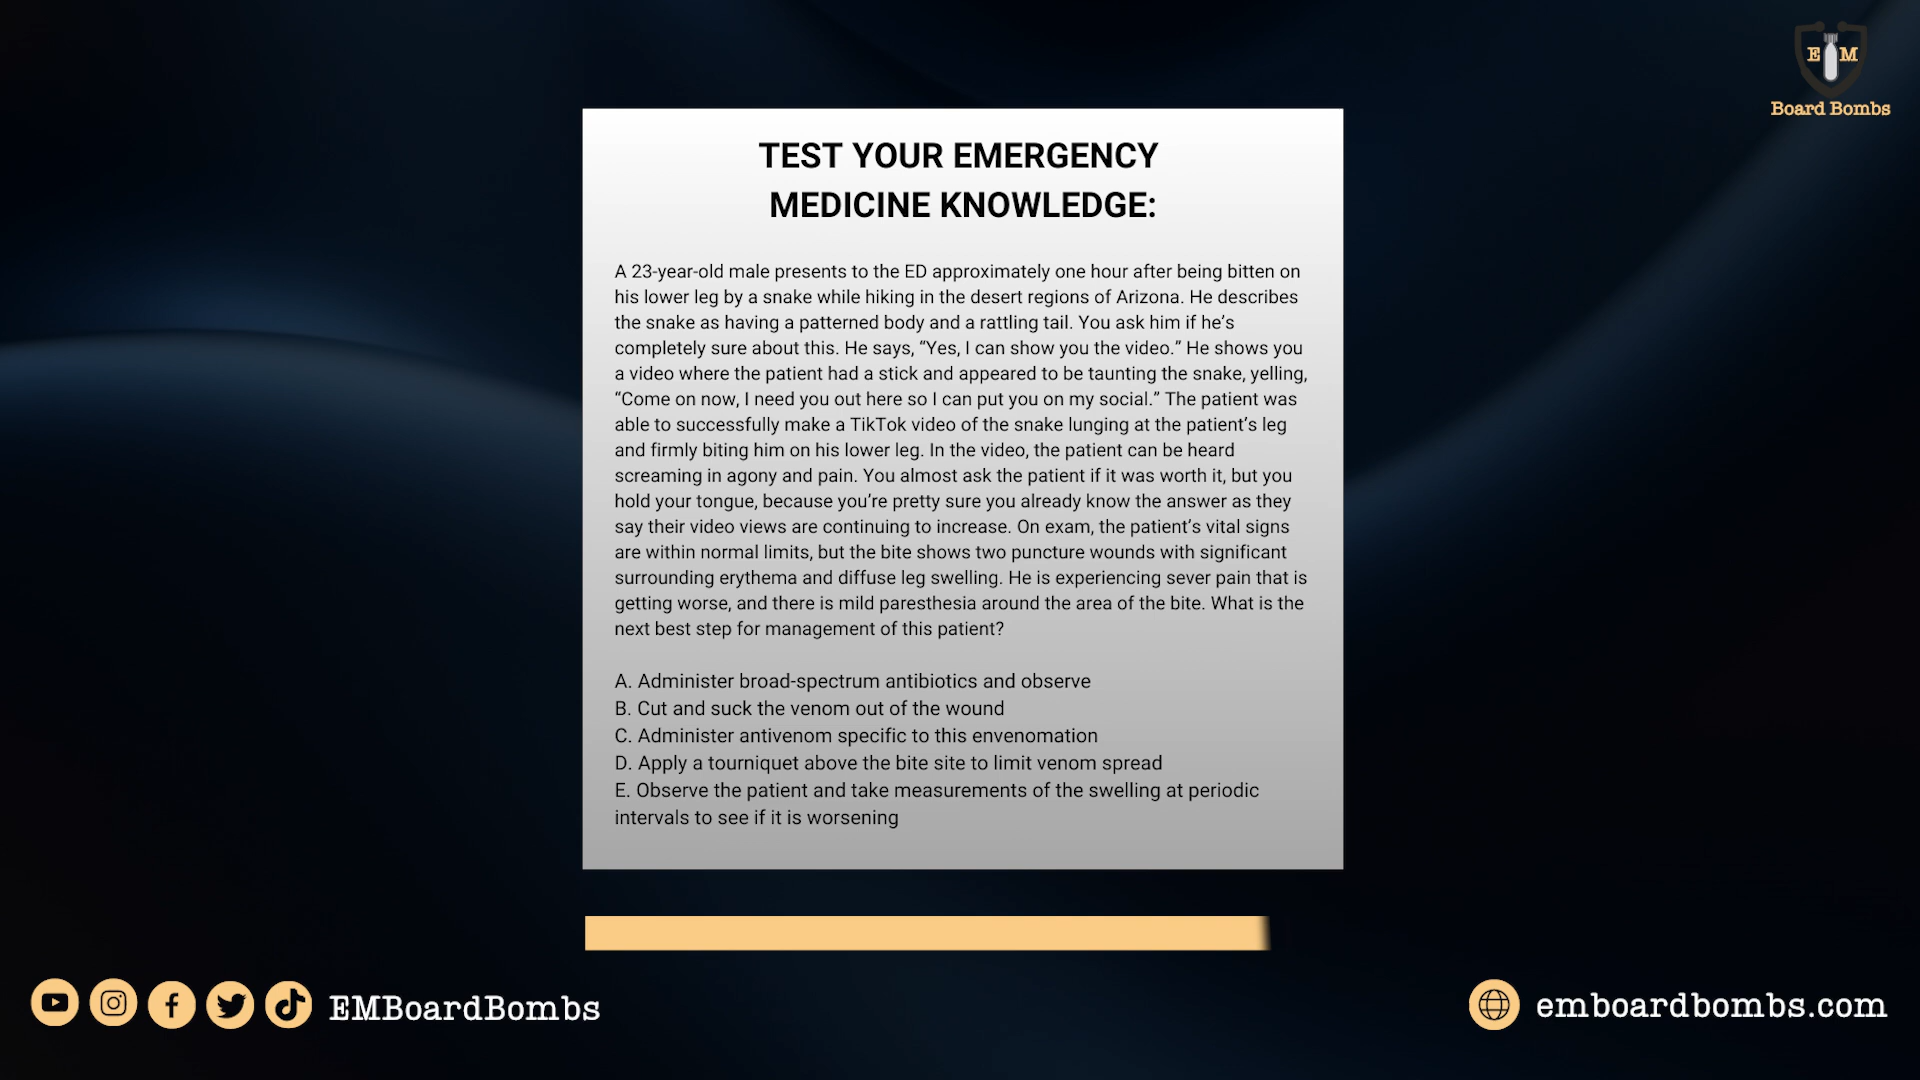 E M
Board Bombs
TEST YOUR EMERGENCY
MEDICINE KNOWLEDGE:
A 23-year-old male presents to the ED approximately one hour after being bitten on
his lower leg by a snake while hiking in the desert regions of Arizona. He describes
the snake as having a patterned body and a rattling tail. You ask him if he’s
completely sure about this. He says, “Yes, I can show you the video.” He shows you
a video where the patient had a stick and appeared to be taunting the snake, yelling,
“Come on now, I need you out here so I can put you on my social.” The patient was
able to successfully make a TikTok video of the snake lunging at the patient’s leg
and firmly biting him on his lower leg. In the video, the patient can be heard
screaming in agony and pain. You almost ask the patient if it was worth it, but you
hold your tongue, because you’re pretty sure you already know the answer as they
say their video views are continuing to increase. On exam, the patient’s vital signs
are within normal limits, but the bite shows two puncture wounds with significant
surrounding erythema and diffuse leg swelling. He is experiencing sever pain that is
getting worse, and there is mild paresthesia around the area of the bite. What is the
next best step for management of this patient?
A. Administer broad-spectrum antibiotics and observe
B. Cut and suck the venom out of the wound
C. Administer antivenom specific to this envenomation
D. Apply a tourniquet above the bite site to limit venom spread
E. Observe the patient and take measurements of the swelling at periodic
intervals to see if it is worsening
EMBoardBombs
emboardbombs.com